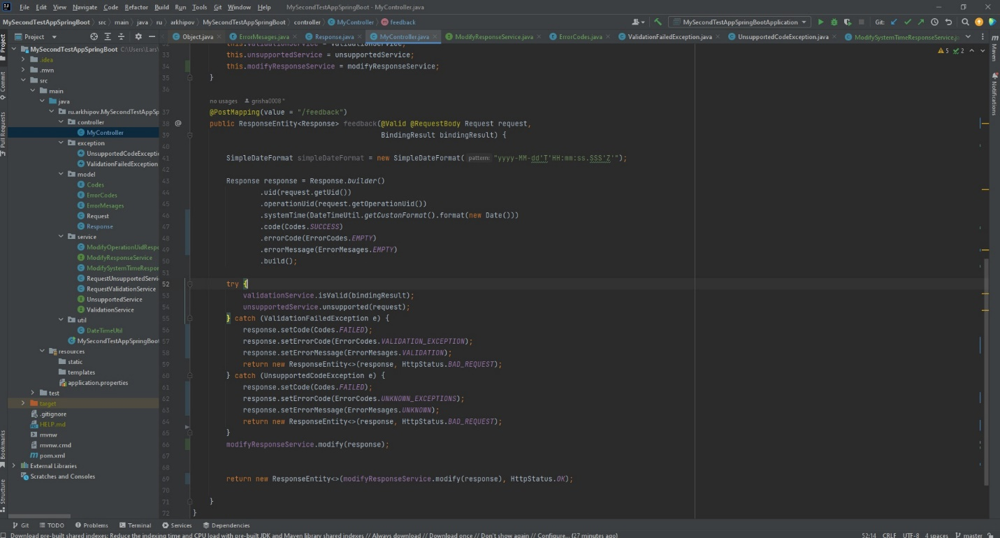 File Edit View Navigate Code Refactor Build Run Tools Git Window Help MySecondTestAppSpringBoot - MyController.java
MySecondTestAppSpringBoot src main java ru arkhipov MySecondTestAppSpringBoot controller MyController feedback MySecondTestAppSpringBootApplication Git:
Project Object.java ErrorMesages.java Response.java MyController.java ModifyResponseService.java ErrorCodes.java ValidationFailedException.java UnsupportedCodeException.java ModifySystemTimeResponseService.j
Project
Commit
Pull Requests
Bookmarks
Structure
MySecondTestAppSpringBoot C:\Users\Lars
.idea
.mvn
src
main
java
ru.arkhipov.MySecondTestAppSp
controller
MyController
exception
UnsupportedCodeExcepti
ValidationFailedException
model
Codes
ErrorCodes
ErrorMesages
Request
Response
service
ModifyOperationUidRespo
ModifyResponseService
ModifySystemTimeRespor
RequestUnsupportedServi
RequestValidationService
UnsupportedService
ValidationService
util
DateTimeUtil
MySecondTestAppSpringBoot
resources
static
templates
application.properties
test
target
.gitignore
HELP.md
mvnw
mvnw.cmd
pom.xml
External Libraries
Scratches and Consoles
32 this.validationService = validationService;
33 this.unsupportedService = unsupportedService;
34 this.modifyResponseService = modifyResponseService;
35 }
36
no usages grisha0008 *
37 @PostMapping(value = "/feedback")
38 @ public ResponseEntity<Response> feedback(@Valid @RequestBody Request request,
39 BindingResult bindingResult) {
40
41 SimpleDateFormat simpleDateFormat = new SimpleDateFormat( pattern: "yyyy-MM-dd'T'HH:mm:ss.SSS'Z'");
42
43 Response response = Response.builder()
44 .uid(request.getUid())
45 .operationUid(request.getOperationUid())
46 .systemTime(DateTimeUtil.getCustonFormat().format(new Date()))
47 .code(Codes.SUCCESS)
48 .errorCode(ErrorCodes.EMPTY)
49 .errorMessage(ErrorMesages.EMPTY)
50 .build();
51
52 try {
53 validationService.isValid(bindingResult);
54 unsupportedService.unsupported(request);
55 } catch (ValidationFailedException e) {
56 response.setCode(Codes.FAILED);
57 response.setErrorCode(ErrorCodes.VALIDATION_EXCEPTION);
58 response.setErrorMessage(ErrorMesages.VALIDATION);
59 return new ResponseEntity<>(response, HttpStatus.BAD_REQUEST);
60 } catch (UnsupportedCodeException e) {
61 response.setCode(Codes.FAILED);
62 response.setErrorCode(ErrorCodes.UNKNOWN_EXCEPTIONS);
63 response.setErrorMessage(ErrorMesages.UNKNOWN);
64 return new ResponseEntity<>(response, HttpStatus.BAD_REQUEST);
65 }
66 modifyResponseService.modify(response);
67
68
69 return new ResponseEntity<>(modifyResponseService.modify(response), HttpStatus.OK);
70
71 }
72 }
5 2
Maven
Notifications
Git TODO Problems Terminal Services Dependencies
Download pre-built shared indexes: Reduce the indexing time and CPU load with pre-built JDK and Maven library shared indexes // Always download // Download once // Don't show again // Configure... (27 minutes ago) 52:14 CRLF UTF-8 4 spaces master